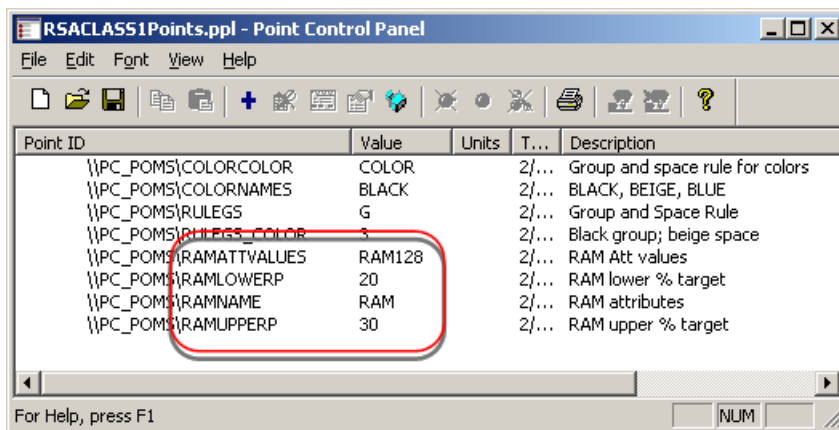 RSACLASS1Points.ppl - Point Control Panel
File Edit Font View Help
Point ID Value Units T... Description
\\PC_POMS\COLORCOLOR COLOR 2/... Group and space rule for colors
\\PC_POMS\COLORNAMES BLACK 2/... BLACK, BEIGE, BLUE
\\PC_POMS\RULEGS G 2/... Group and Space Rule
\\PC_POMS\RULEGS_COLOR 3 2/... Black group; beige space
\\PC_POMS\RAMATTVALUES RAM128 2/... RAM Att values
\\PC_POMS\RAMLOWERP 20 2/... RAM lower % target
\\PC_POMS\RAMNAME RAM 2/... RAM attributes
\\PC_POMS\RAMUPPERP 30 2/... RAM upper % target
For Help, press F1 NUM